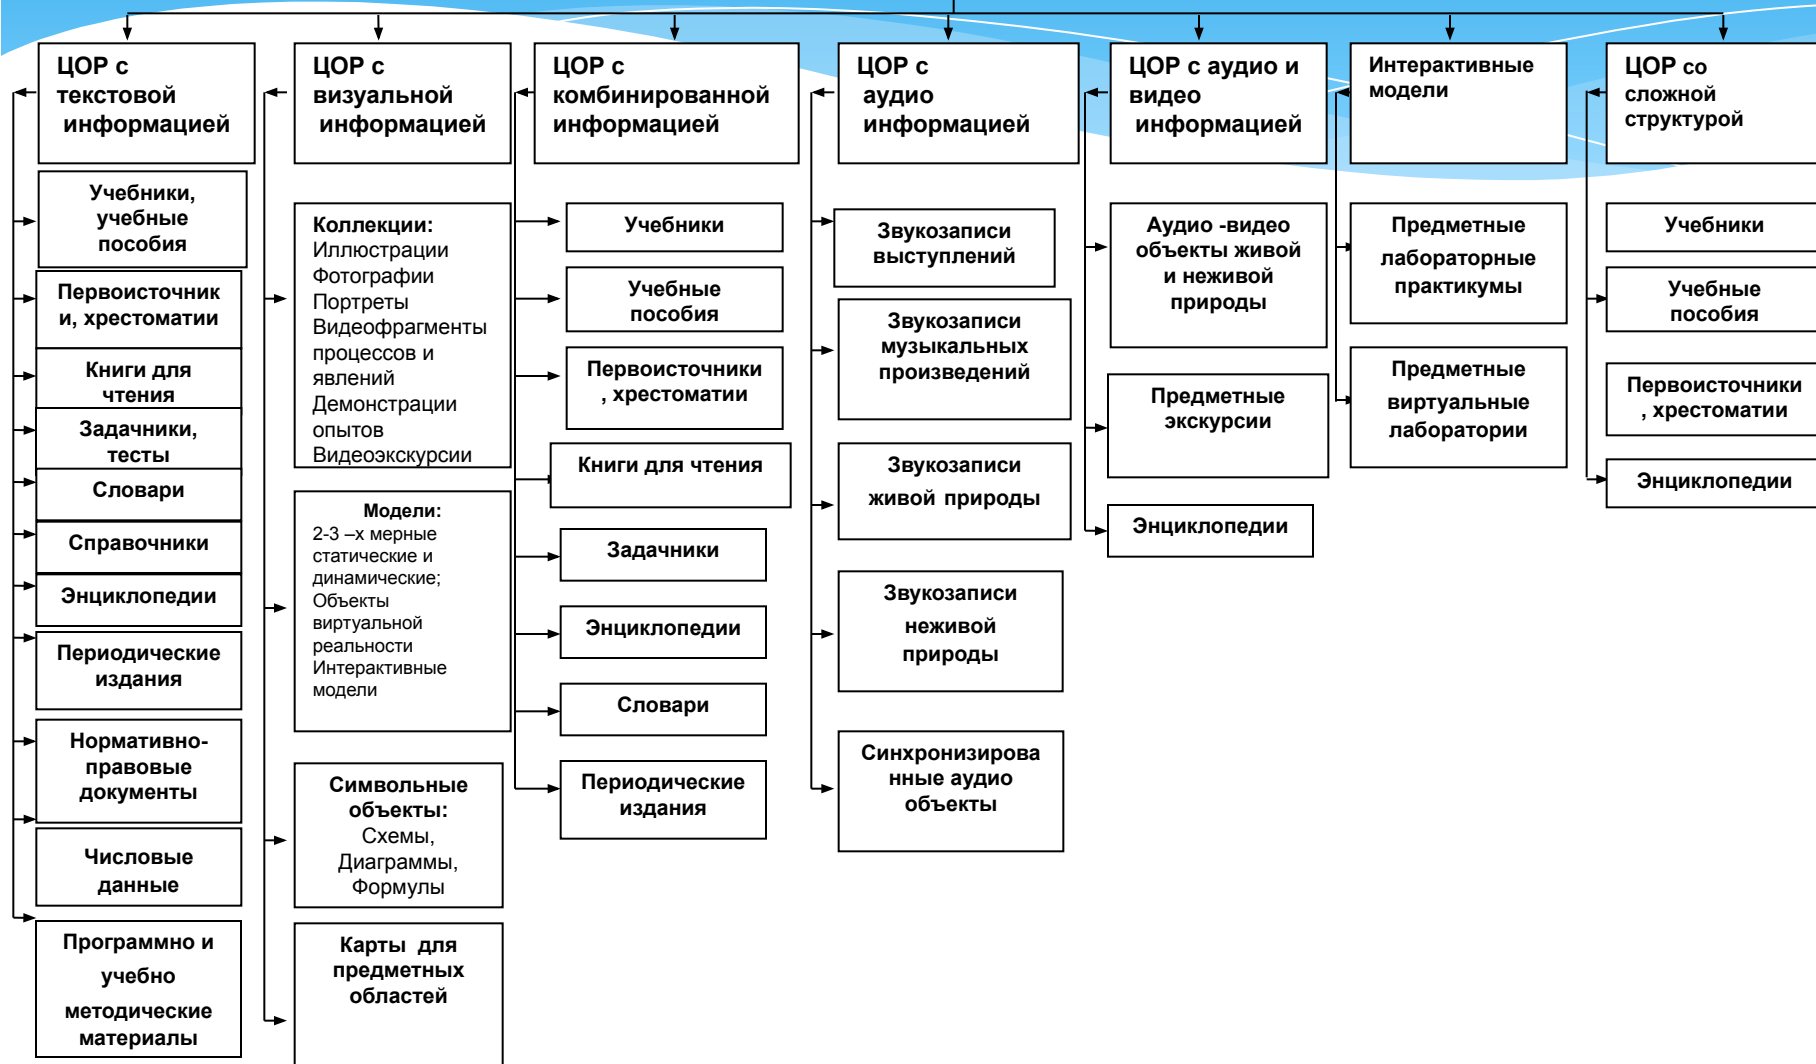 ЦОР с
текстовой
информацией
Учебники,
учебные
пособия
Первоисточник
и, хрестоматии
Книги для
чтения
Задачники,
тесты
Словари
Справочники
Энциклопедии
Периодические
издания
Нормативно-
правовые
документы
Числовые
данные
Программно и
учебно
методические
материалы
ЦОР с
визуальной
информацией
Коллекции:
Иллюстрации
Фотографии
Портреты
Видеофрагменты
процессов и
явлений
Демонстрации
опытов
Видеоэкскурсии
Модели:
2-3 –х мерные
статические и
динамические;
Объекты
виртуальной
реальности
Интерактивные
модели
Символьные
объекты:
Схемы,
Диаграммы,
Формулы
Карты для
предметных
областей
ЦОР с
комбинированной
информацией
Учебники
Учебные
пособия
Первоисточники
, хрестоматии
Книги для чтения
Задачники
Энциклопедии
Словари
Периодические
издания
ЦОР с
аудио
информацией
Звукозаписи
выступлений
Звукозаписи
музыкальных
произведений
Звукозаписи
живой природы
Звукозаписи
неживой
природы
Синхронизирова
нные аудио
объекты
ЦОР с аудио и
видео
информацией
Аудио -видео
объекты живой
и неживой
природы
Предметные
экскурсии
Энциклопедии
Интерактивные
модели
Предметные
лабораторные
практикумы
Предметные
виртуальные
лаборатории
ЦОР со
сложной
структурой
Учебники
Учебные
пособия
Первоисточники
, хрестоматии
Энциклопедии